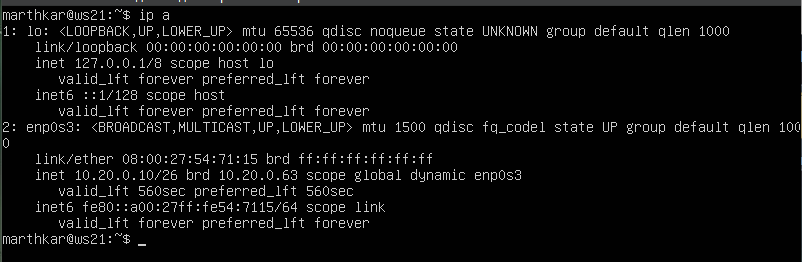 marthkar@ws21:~$ ip a
1: lo: <LOOPBACK,UP,LOWER_UP> mtu 65536 qdisc noqueue state UNKNOWN group default qlen 1000
    link/loopback 00:00:00:00:00:00 brd 00:00:00:00:00:00
    inet 127.0.0.1/8 scope host lo
       valid_lft forever preferred_lft forever
    inet6 ::1/128 scope host
       valid_lft forever preferred_lft forever
2: enp0s3: <BROADCAST,MULTICAST,UP,LOWER_UP> mtu 1500 qdisc fq_codel state UP group default qlen 100
0
    link/ether 08:00:27:54:71:15 brd ff:ff:ff:ff:ff:ff
    inet 10.20.0.10/26 brd 10.20.0.63 scope global dynamic enp0s3
       valid_lft 560sec preferred_lft 560sec
    inet6 fe80::a00:27ff:fe54:7115/64 scope link
       valid_lft forever preferred_lft forever
marthkar@ws21:~$ _